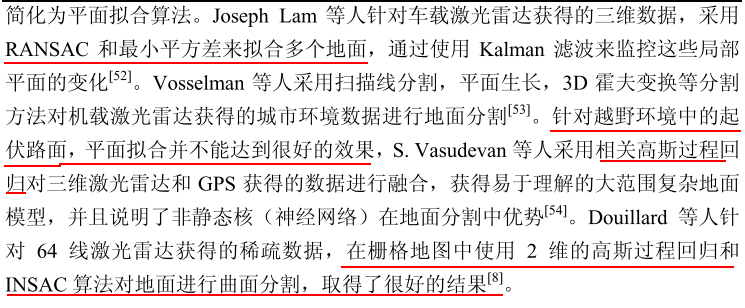 简化为平面拟合算法。Joseph Lam 等人针对车载激光雷达获得的三维数据，采用
RANSAC 和最小平方差来拟合多个地面，通过使用 Kalman 滤波来监控这些局部
平面的变化[52]。Vosselman 等人采用扫描线分割，平面生长，3D 霍夫变换等分割
方法对机载激光雷达获得的城市环境数据进行地面分割[53]。针对越野环境中的起
伏路面，平面拟合并不能达到很好的效果，S. Vasudevan 等人采用相关高斯过程回
归对三维激光雷达和 GPS 获得的数据进行融合，获得易于理解的大范围复杂地面
模型，并且说明了非静态核（神经网络）在地面分割中优势[54]。Douillard 等人针
对 64 线激光雷达获得的稀疏数据，在栅格地图中使用 2 维的高斯过程回归和
INSAC 算法对地面进行曲面分割，取得了很好的结果[8]。